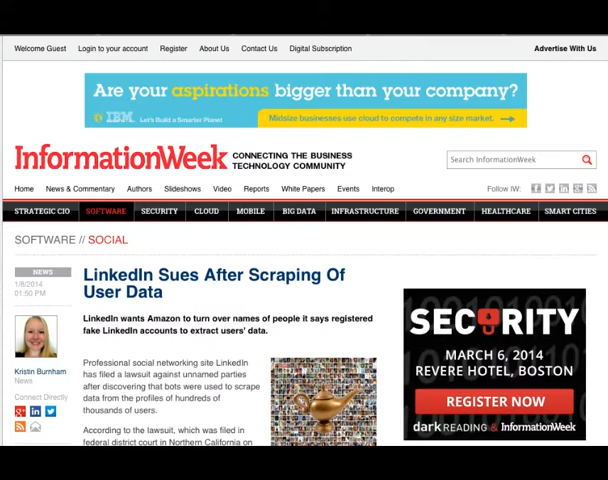 Welcome Guest Login to your account Register About Us Contact Us Digital Subscription Advertise With Us
Are your aspirations bigger than your company?
IBM Let's Build a Smarter Planet Midsize businesses use cloud to compete in any size market.
InformationWeek CONNECTING THE BUSINESS
TECHNOLOGY COMMUNITY
Search InformationWeek
Home News & Commentary Authors Slideshows Video Reports White Papers Events Interop Follow IW:
STRATEGIC CIO SOFTWARE SECURITY CLOUD MOBILE BIG DATA INFRASTRUCTURE GOVERNMENT HEALTHCARE SMART CITIES
SOFTWARE // SOCIAL
NEWS
1/8/2014
01:50 PM
Kristin Burnham
News
Connect Directly
LinkedIn Sues After Scraping Of
User Data
LinkedIn wants Amazon to turn over names of people it says registered
fake LinkedIn accounts to extract users' data.
Professional social networking site LinkedIn
has filed a lawsuit against unnamed parties
after discovering that bots were used to scrape
data from the profiles of hundreds of
thousands of users.
According to the lawsuit, which was filed in
federal district court in Northern California on
SECURITY
MARCH 6, 2014
REVERE HOTEL, BOSTON
REGISTER NOW
darkREADING & InformationWeek